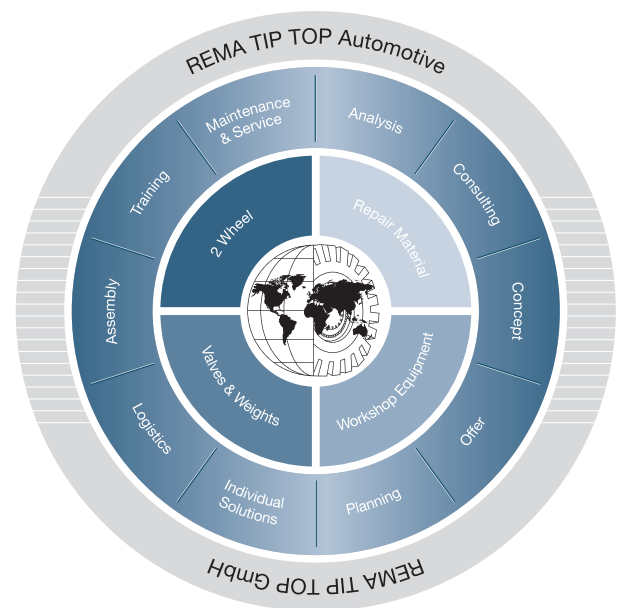 REMA TIP TOP Automotive
Analysis
Consulting
Concept
Offer
Planning
Individual
Solutions
Logistics
Assembly
Training
Maintenance
& Service
2 Wheel
Repair Material
Workshop Equipment
Valves & Weights
REMA TIP TOP GmbH